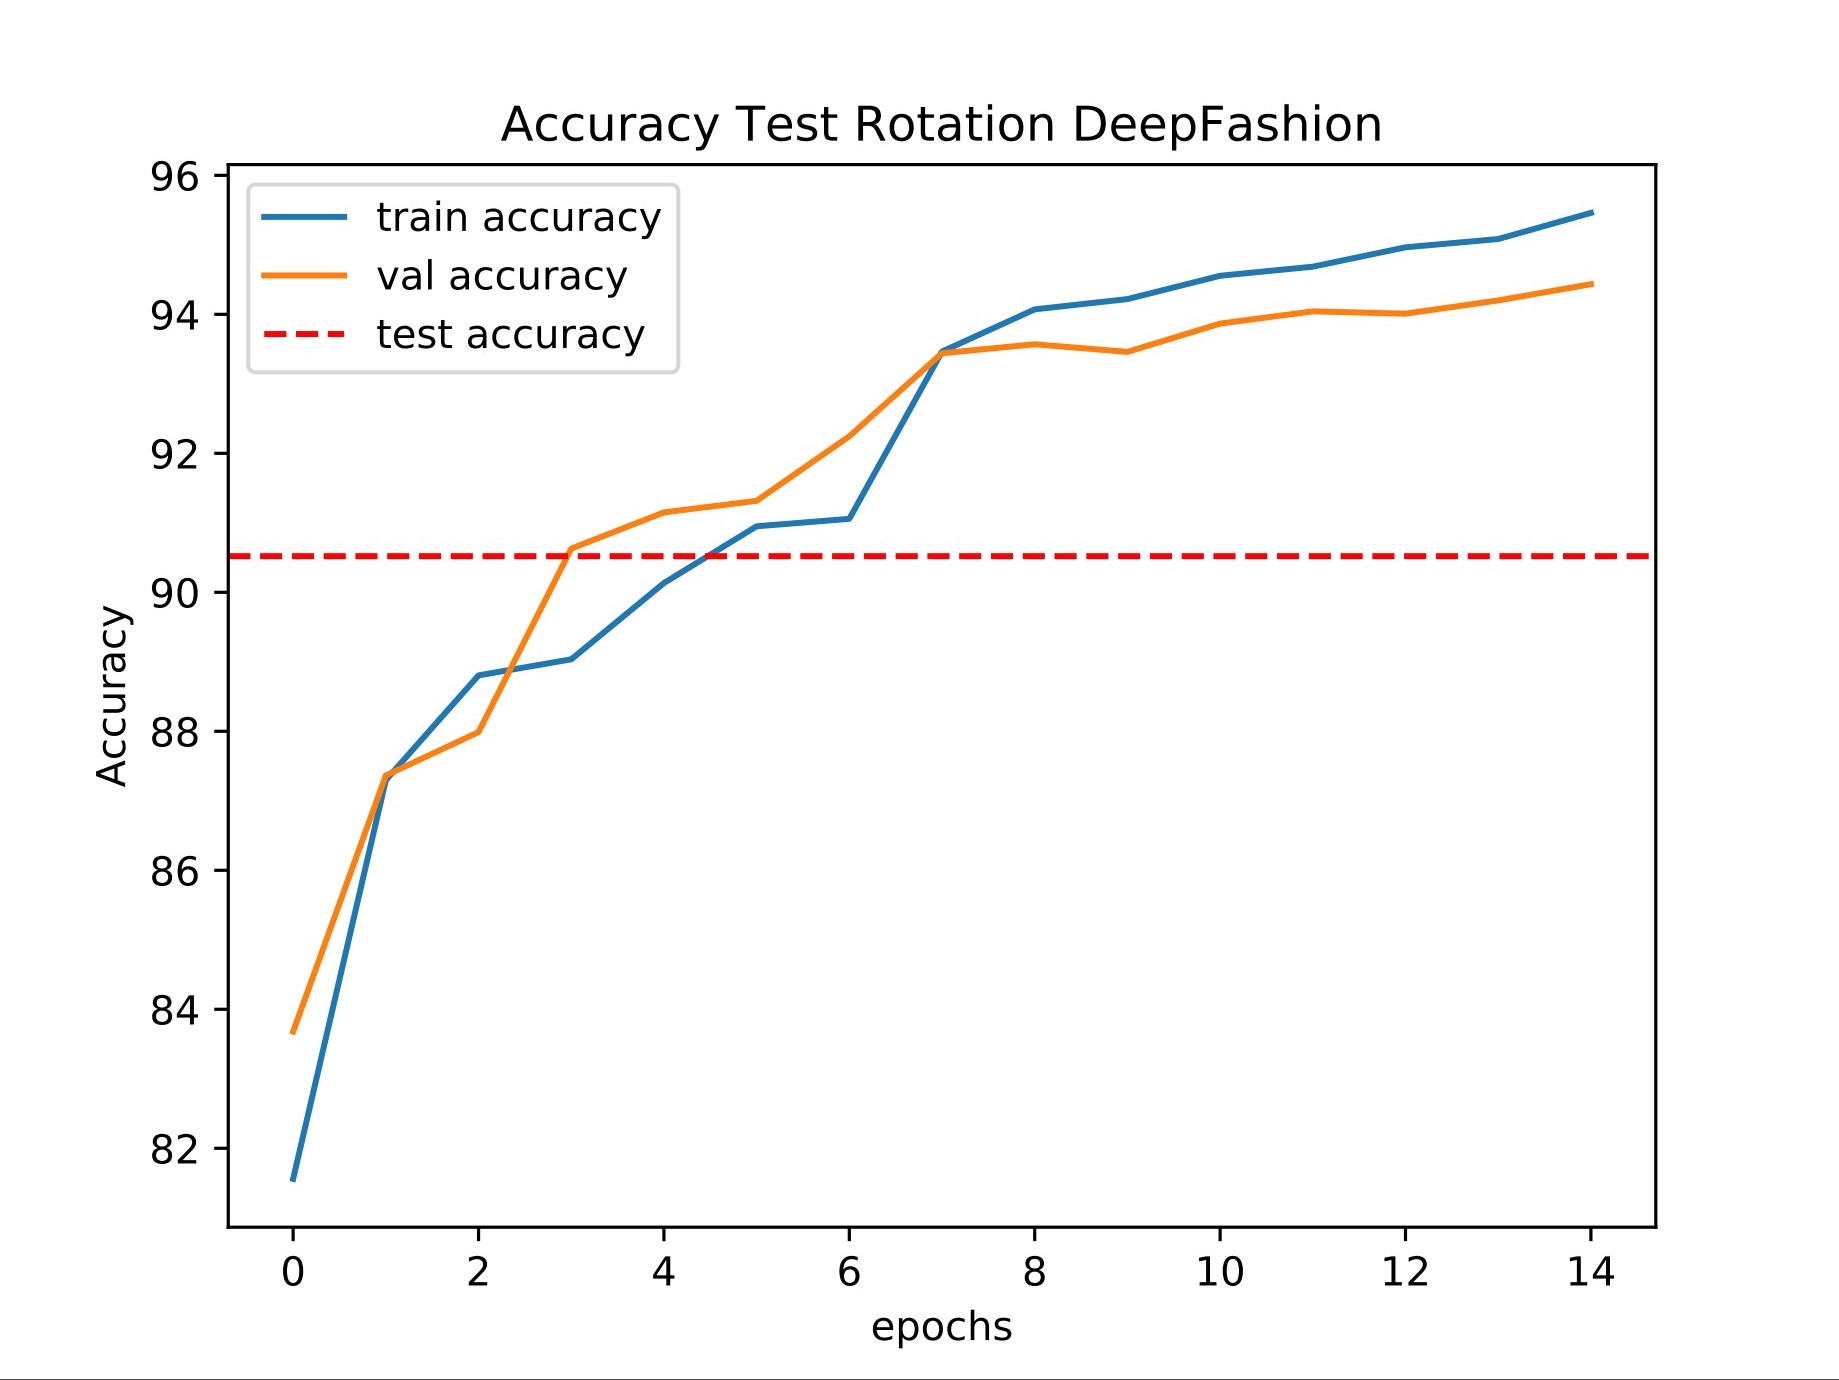 Accuracy Test Rotation DeepFashion
train accuracy
val accuracy
test accuracy
96
94
92
90
88
86
84
82
Accuracy
0 2 4 6 8 10 12 14
epochs